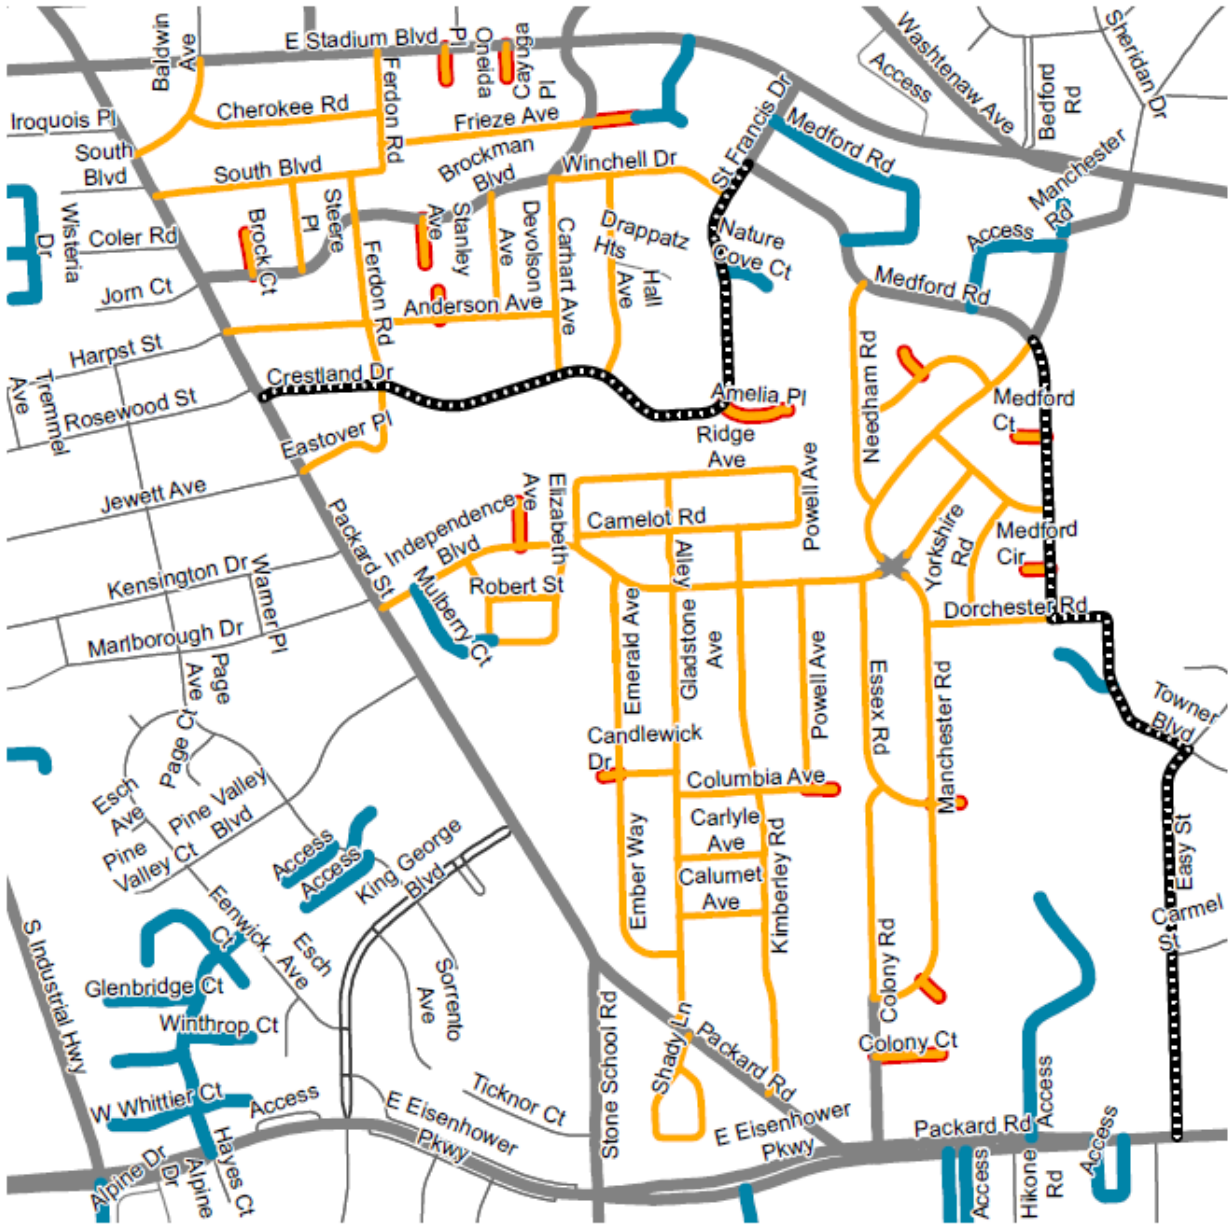 Baldwin
Ave
E Stadium Blvd
Pl
Oneida
Cayuga
Pl
Washtenaw Ave
Access
Bedford
Rd
Sheridan Dr
Iroquois Pl
Cherokee Rd
Ferdon Rd
Frieze Ave
St Francis Dr
Medford Rd
Manchester
Rd
South
Blvd
South Blvd
Brockman
Blvd
Winchell Dr
Wisteria
Dr
Coler Rd
Brock Ct
Pl
Steere
Ave
Stanley
Devolson
Ave
Carhart Ave
Drappatz
Hts
Hall
Ave
Nature
Cove Ct
Access
Jorn Ct
Ferdon Rd
Anderson Ave
Medford Rd
Harpst St
Tremmel
Ave
Rosewood St
Crestland Dr
Amelia Pl
Needham Rd
Medford
Ct
Eastover Pl
Ridge
Ave
Powell Ave
Jewett Ave
Packard St
Independence
Blvd
Ave
Elizabeth
Camelot Rd
Alley
Yorkshire
Rd
Medford
Cir
Kensington Dr
Warner Pl
Mulberry Ct
Robert St
Dorchester Rd
Marlborough Dr
Page
Ave
Emerald Ave
Gladstone
Ave
Powell Ave
Essex Rd
Manchester Rd
Towner
Blvd
Page Ct
Candlewick
Dr
Columbia Ave
Esch
Ave
Pine Valley
Blvd
Pine
Valley Ct
Access
Access
King George
Blvd
Ember Way
Carlyle
Ave
Calumet
Ave
Kimberley Rd
Easy St
Carmel
St
S Industrial Hwy
Fenwick
Ct
Esch
Ave
Sorrento
Ave
Colony Rd
Glenbridge Ct
Winthrop Ct
Stone School Rd
Shady Ln
Packard Rd
Colony Ct
Access
W Whittier Ct
Access
E Eisenhower
Pkwy
Ticknor Ct
E Eisenhower
Pkwy
Packard Rd
Access
Alpine Dr
Dr
Alpine
Hayes Ct
Access
Hikone
Rd